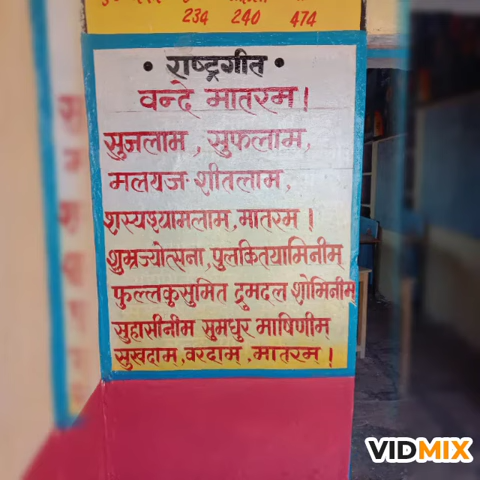 234 240 474
• राष्ट्रगीत •
वन्दे मातरम।
सुजलाम, सुफलाम,
मलयज शीतलाम,
शस्यश्यामलाम, मातरम।
शुभ्रज्योत्सना, पुलकितयामिनीम्
फुल्लकुसुमित द्रुमदल शोभिनीम्
सुहासीनीम सुमधुर भाषिणीम्
सुखदाम्, वरदाम्, मातरम।
VIDMIX